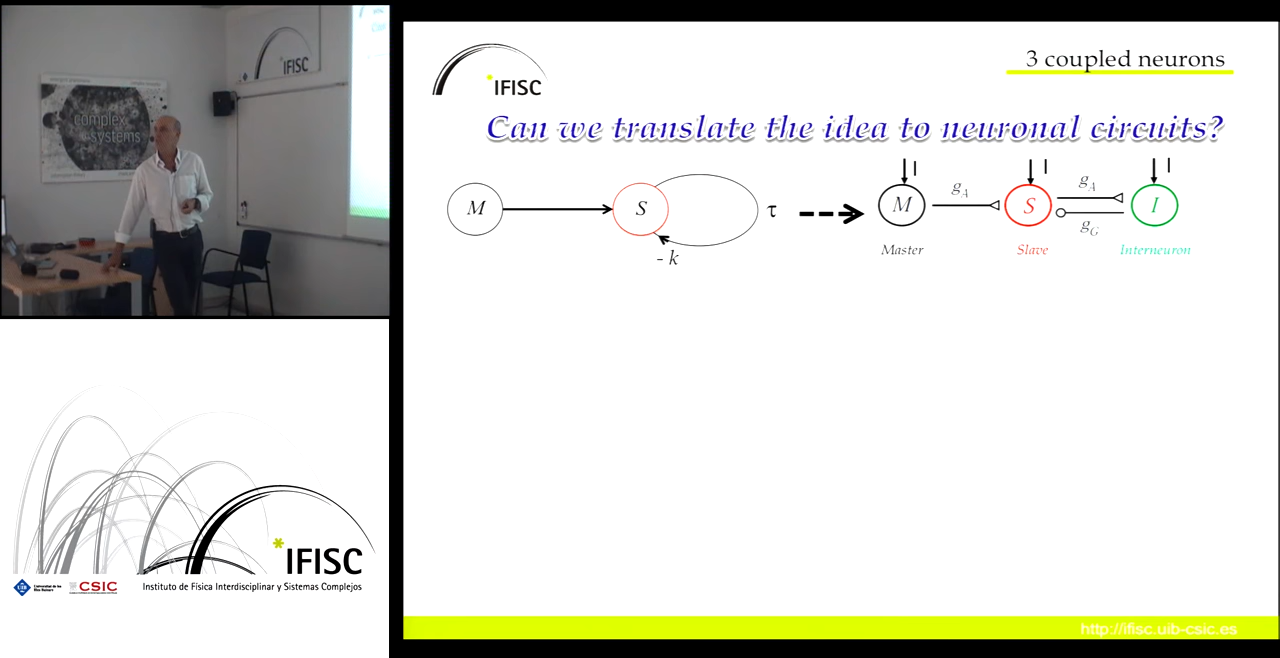 *IFISC
complex
systems
*IFISC
3 coupled neurons
Can we translate the idea to neuronal circuits?
M
S
τ
- k
I
I
I
M
g_A
S
g_A
g_G
I
Master
Slave
Interneuron
*IFISC
UIB
CSIC
Instituto de Física Interdisciplinar y Sistemas Complejos
http://ifisc.uib-csic.es